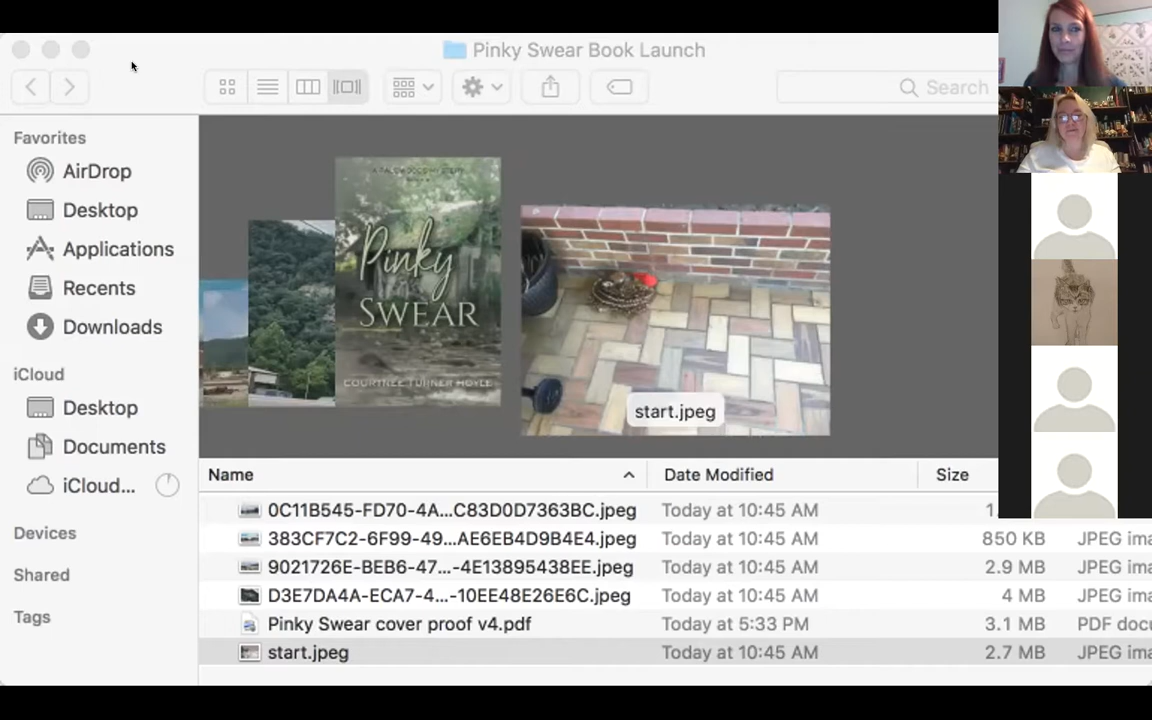 Pinky Swear Book Launch
Search
Favorites
AirDrop
Desktop
Applications
Recents
Downloads
iCloud
Desktop
Documents
iCloud...
Devices
Shared
Tags
Pinky
SWEAR
COURTNEE TURNER HOYLE
start.jpeg
Name Date Modified Size
0C11B545-FD70-4A...C83D0D7363BC.jpeg Today at 10:45 AM 1.
383CF7C2-6F99-49...AE6EB4D9B4E4.jpeg Today at 10:45 AM 850 KB JPEG ima
9021726E-BEB6-47...-4E13895438EE.jpeg Today at 10:45 AM 2.9 MB JPEG ima
D3E7DA4A-ECA7-4...-10EE48E26E6C.jpeg Today at 10:45 AM 4 MB JPEG ima
Pinky Swear cover proof v4.pdf Today at 5:33 PM 3.1 MB PDF docu
start.jpeg Today at 10:45 AM 2.7 MB JPEG ima